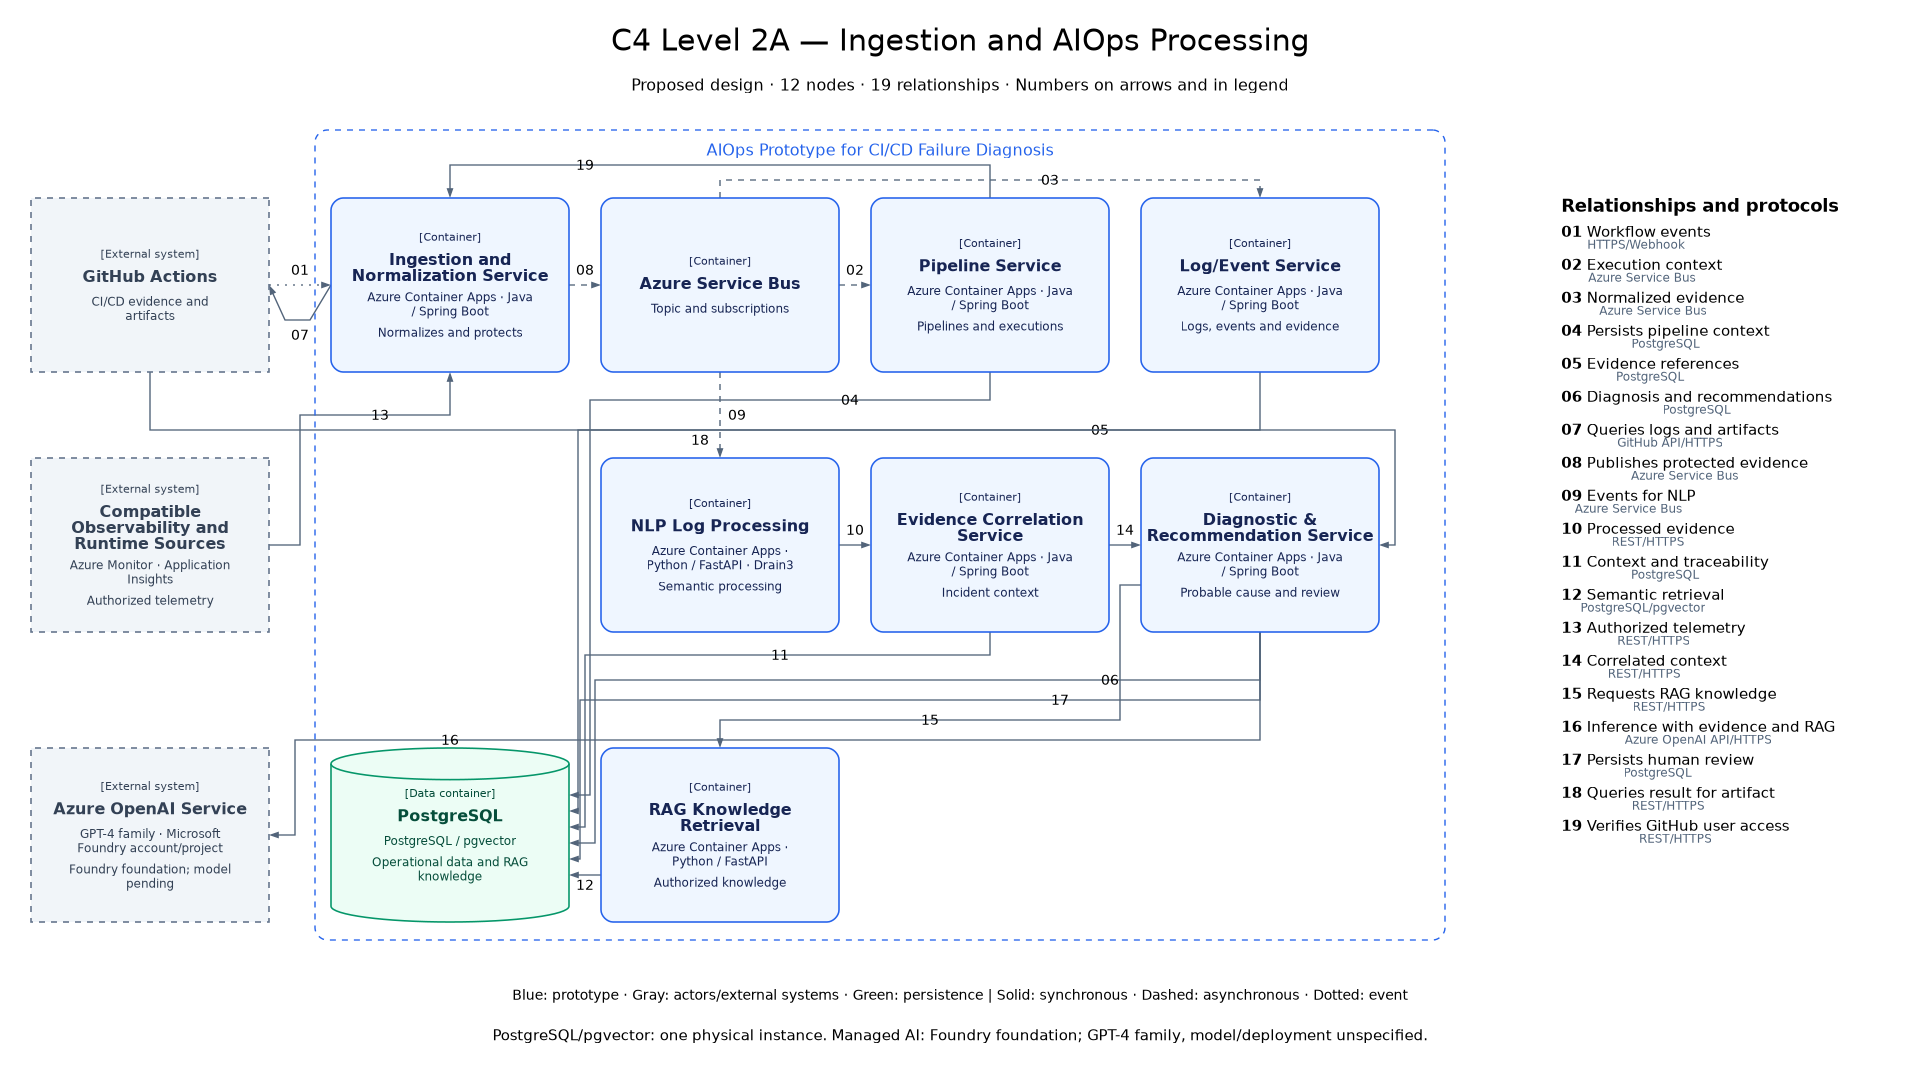 C4 Level 2A — Ingestion and AIOps Processing
Proposed design · 12 nodes · 19 relationships · Numbers on arrows and in legend
AIOps Prototype for CI/CD Failure Diagnosis
19
03
[External system]
GitHub Actions
CI/CD evidence and
artifacts
01
07
[Container]
Ingestion and
Normalization Service
Azure Container Apps · Java
/ Spring Boot
Normalizes and protects
08
[Container]
Azure Service Bus
Topic and subscriptions
02
[Container]
Pipeline Service
Azure Container Apps · Java
/ Spring Boot
Pipelines and executions
[Container]
Log/Event Service
Azure Container Apps · Java
/ Spring Boot
Logs, events and evidence
04
13
09
05
18
[External system]
Compatible
Observability and
Runtime Sources
Azure Monitor · Application
Insights
Authorized telemetry
[Container]
NLP Log Processing
Azure Container Apps ·
Python / FastAPI · Drain3
Semantic processing
10
[Container]
Evidence Correlation
Service
Azure Container Apps · Java
/ Spring Boot
Incident context
14
[Container]
Diagnostic &
Recommendation Service
Azure Container Apps · Java
/ Spring Boot
Probable cause and review
11
06
17
15
16
[External system]
Azure OpenAI Service
GPT-4 family · Microsoft
Foundry account/project
Foundry foundation; model
pending
[Data container]
PostgreSQL
PostgreSQL / pgvector
Operational data and RAG
knowledge
12
[Container]
RAG Knowledge
Retrieval
Azure Container Apps ·
Python / FastAPI
Authorized knowledge
Relationships and protocols
01 Workflow events
HTTPS/Webhook
02 Execution context
Azure Service Bus
03 Normalized evidence
Azure Service Bus
04 Persists pipeline context
PostgreSQL
05 Evidence references
PostgreSQL
06 Diagnosis and recommendations
PostgreSQL
07 Queries logs and artifacts
GitHub API/HTTPS
08 Publishes protected evidence
Azure Service Bus
09 Events for NLP
Azure Service Bus
10 Processed evidence
REST/HTTPS
11 Context and traceability
PostgreSQL
12 Semantic retrieval
PostgreSQL/pgvector
13 Authorized telemetry
REST/HTTPS
14 Correlated context
REST/HTTPS
15 Requests RAG knowledge
REST/HTTPS
16 Inference with evidence and RAG
Azure OpenAI API/HTTPS
17 Persists human review
PostgreSQL
18 Queries result for artifact
REST/HTTPS
19 Verifies GitHub user access
REST/HTTPS
Blue: prototype · Gray: actors/external systems · Green: persistence | Solid: synchronous · Dashed: asynchronous · Dotted: event
PostgreSQL/pgvector: one physical instance. Managed AI: Foundry foundation; GPT-4 family, model/deployment unspecified.